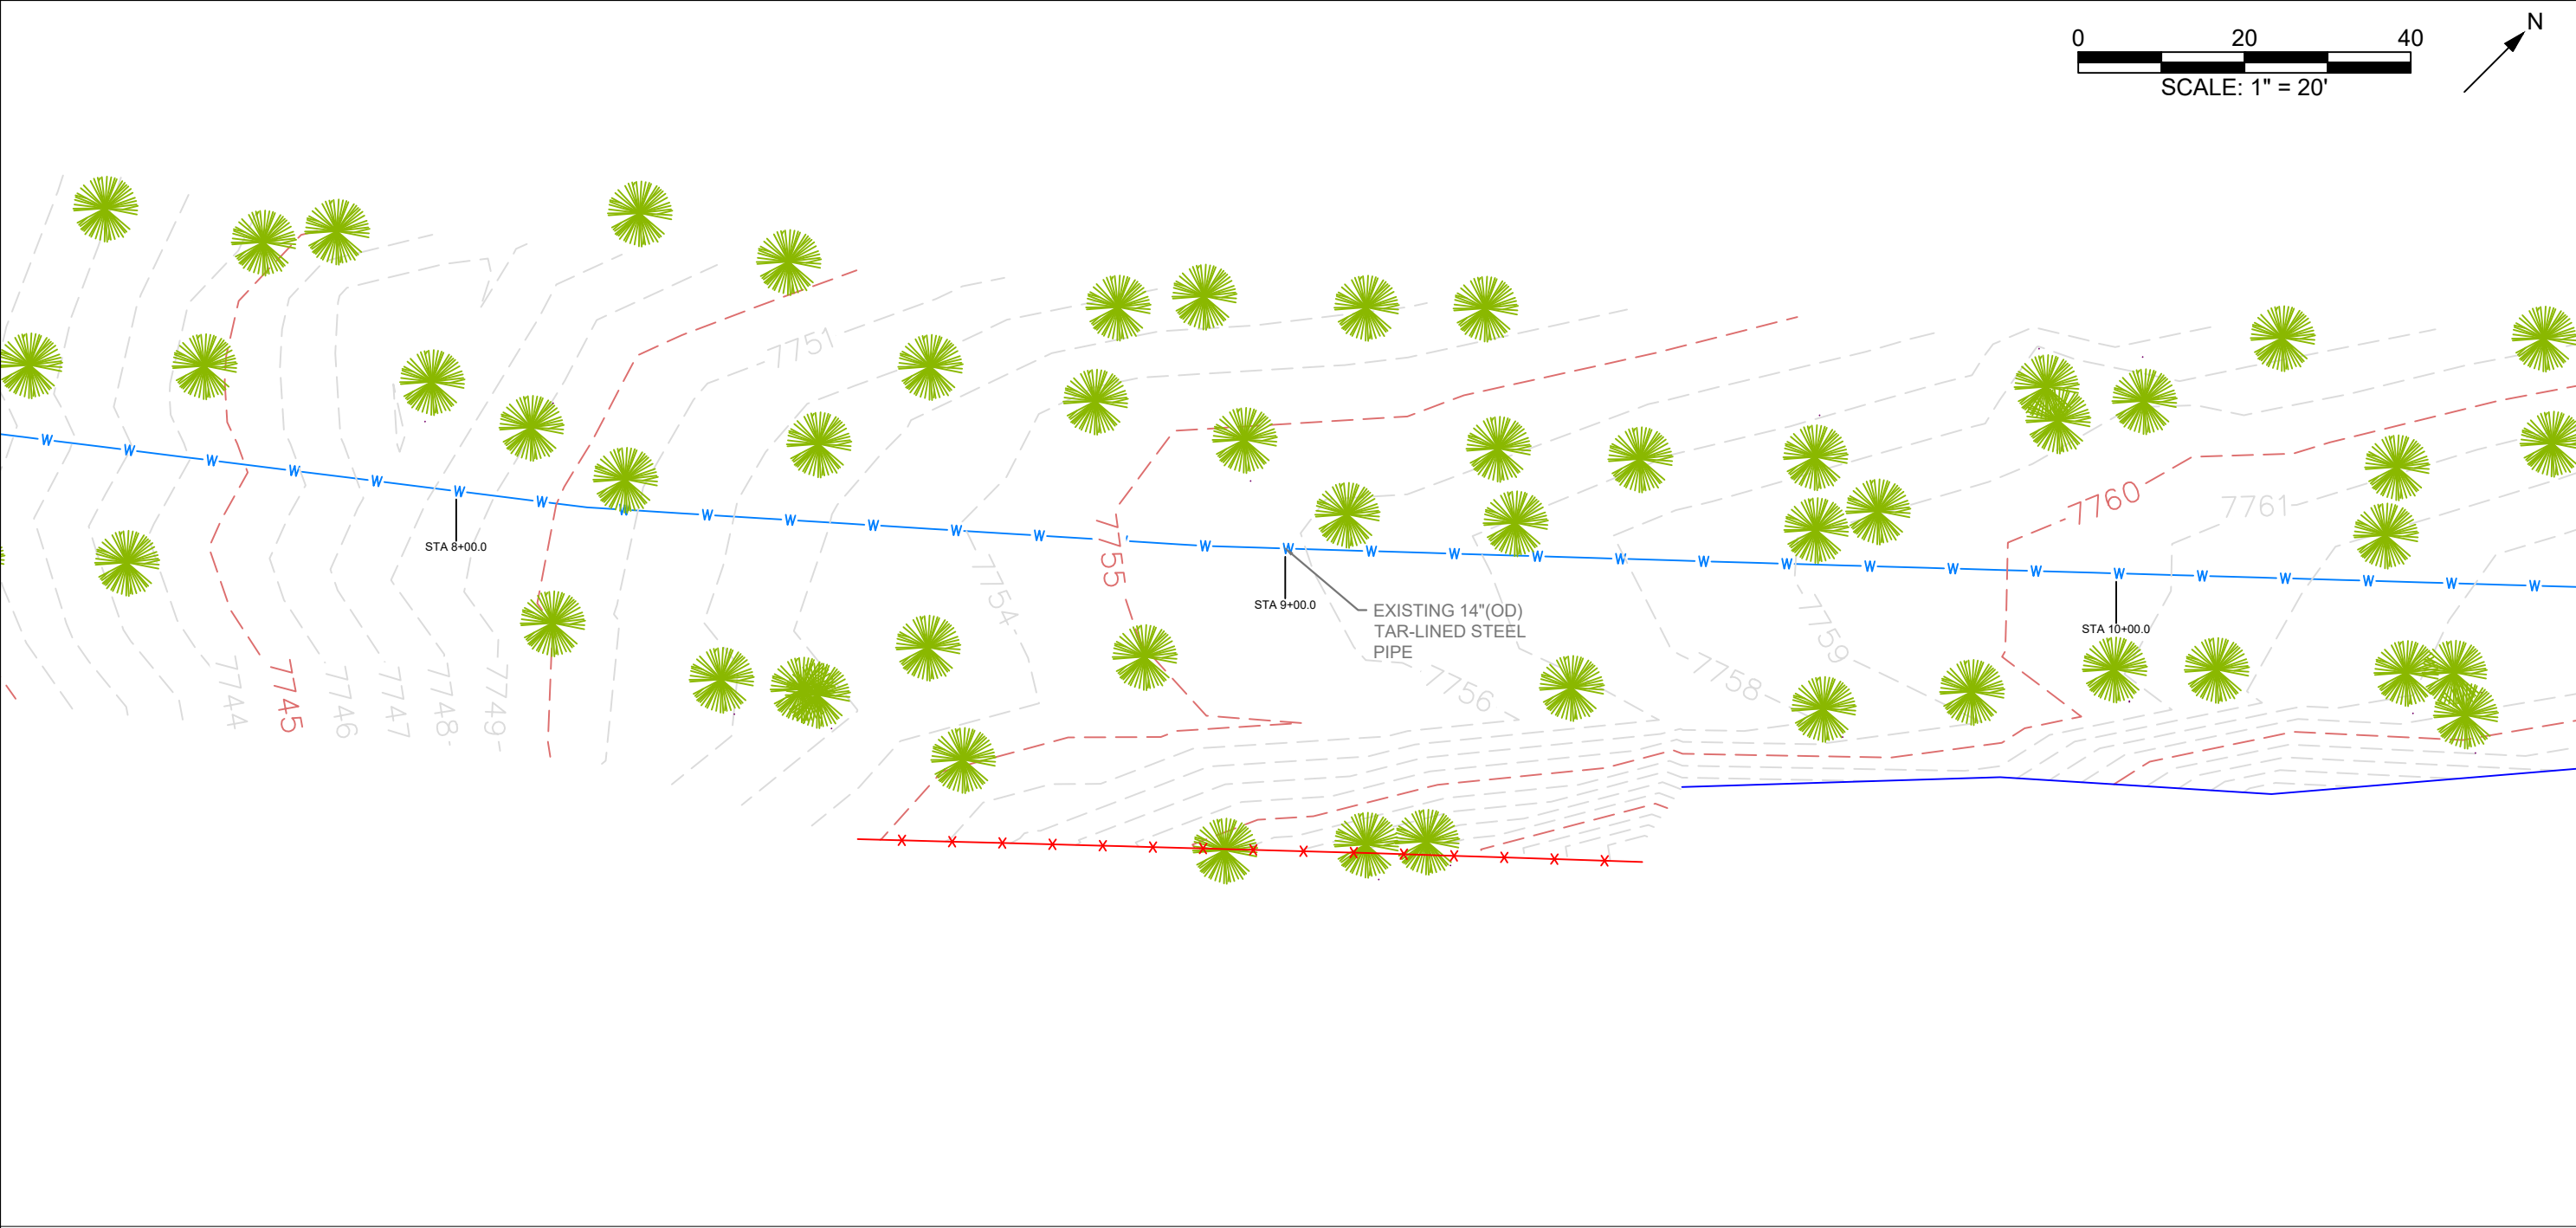 N
0 20 40
SCALE: 1" = 20'
7751
7760
7761
W W W W W W W W W W W W W W W W W W W W W W W W W W W W W W
STA 8+00.0
7755
7754
STA 9+00.0
EXISTING 14"(OD)
TAR-LINED STEEL
PIPE
7759
STA 10+00.0
7744
7745
7746
7747
7748
7749
7756
7758
X X X X X X X X X X X X X X X